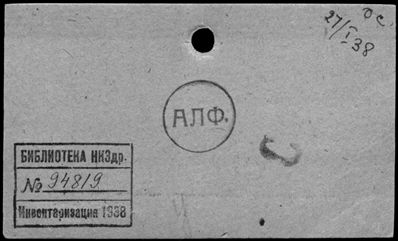 27/I-38
АЛФ.
БИБЛИОТЕКА НКЗдр.
№ 94819
Инвентаризация 1938